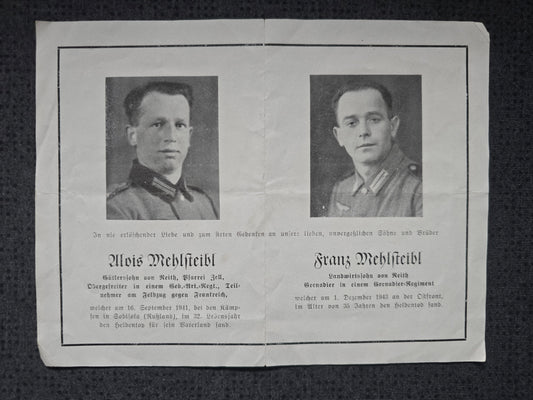 In nie erlöschender Liebe und zum steten Gedenken an unsere lieben, unvergeßlichen Söhne und Brüder
Alois Mehlsteibl
Gütlerssohn von Reith, Pfarrei Zell,
Obergefreiter in einem Geb.-Art.-Regt., Teil-
nehmer am Feldzug gegen Frankreich,
welcher am 16. September 1941, bei den Kämp-
fen in (Rußland), im 32. Lebensjahr
den Heldentod für sein Vaterland fand.
Franz Mehlsteibl
Landwirtssohn von Reith
Grenadier in einem Grenadier-Regiment
welcher am 1. Dezember 1943 an der Ostfront,
im Alter von 35 Jahren den Heldentod fand.